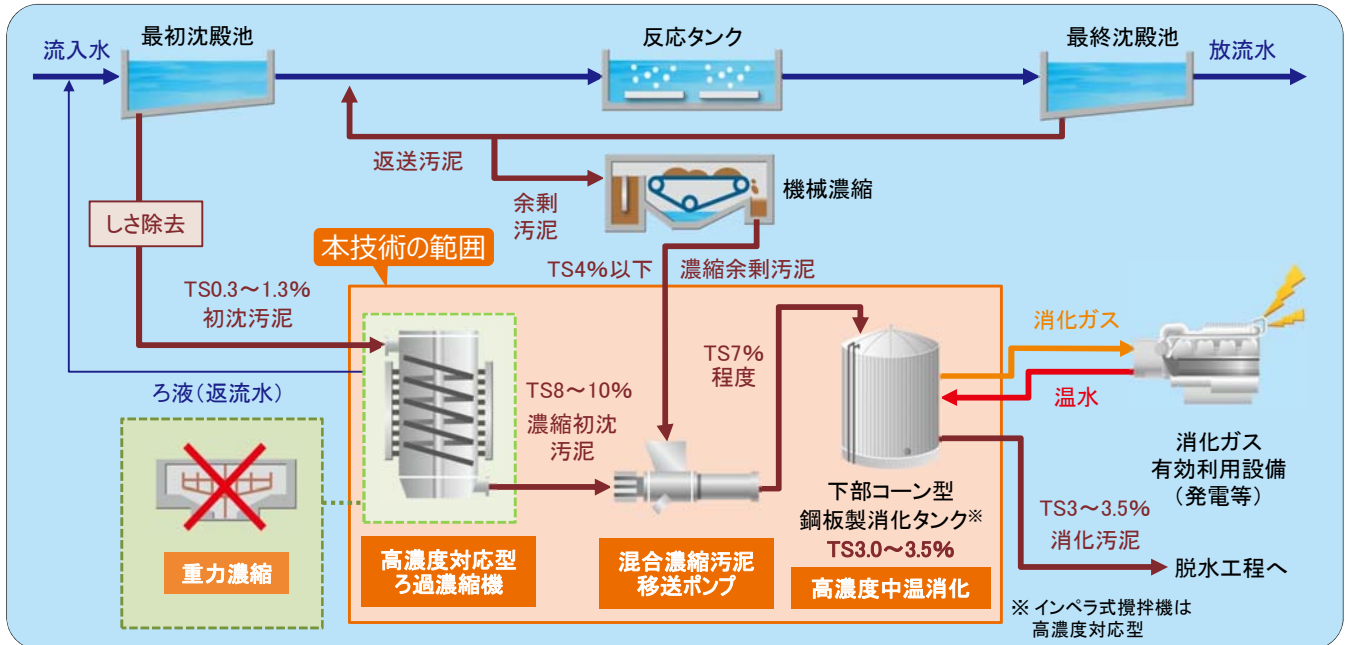 流入水
最初沈殿池
反応タンク
最終沈殿池
放流水
返送汚泥
余剰
汚泥
機械濃縮
しさ除去
本技術の範囲
TS4%以下
濃縮余剰汚泥
TS0.3～1.3%
初沈汚泥
ろ液（返流水）
TS8～10%
濃縮初沈
汚泥
TS7%
程度
消化ガス
温水
消化ガス
有効利用設備
（発電等）
下部コーン型
鋼板製消化タンク※
TS3.0～3.5%
TS3～3.5%
消化汚泥
脱水工程へ
重力濃縮
高濃度対応型
ろ過濃縮機
混合濃縮汚泥
移送ポンプ
高濃度中温消化
※ インペラ式攪拌機は
高濃度対応型